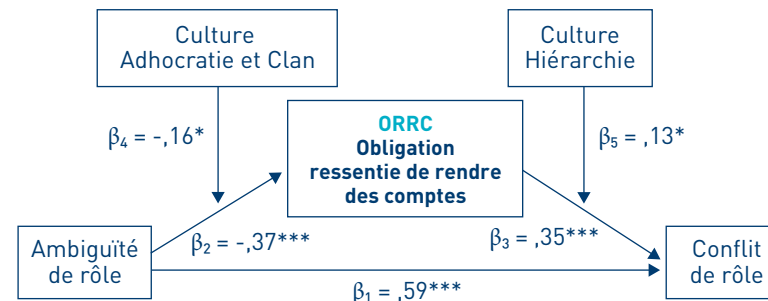 Culture
Adhocratie et Clan
Culture
Hiérarchie
β₄ = -,16*
ORRC
Obligation
ressentie de rendre
des comptes
β₅ = ,13*
Ambiguïté
de rôle
β₂ = -,37***
β₃ = ,35***
Conflit
de rôle
β₁ = ,59***